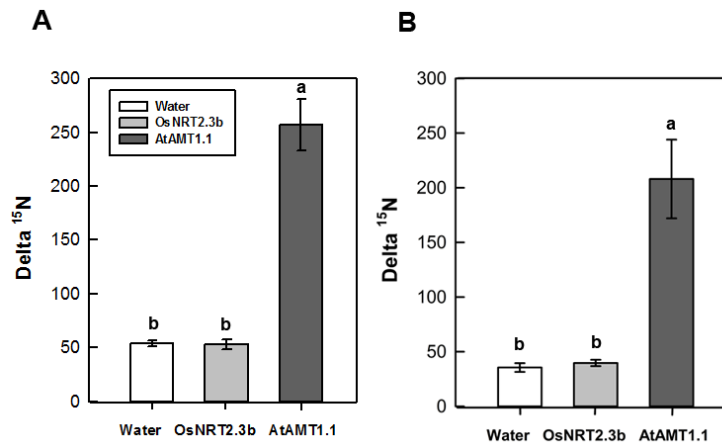 A
300
250
200
150
100
50
0
Delta ¹⁵N
Water
OsNRT2.3b
AtAMT1.1
b
b
a
Water OsNRT2.3b AtAMT1.1
B
300
250
200
150
100
50
0
Delta ¹⁵N
b
b
a
Water OsNRT2.3b AtAMT1.1